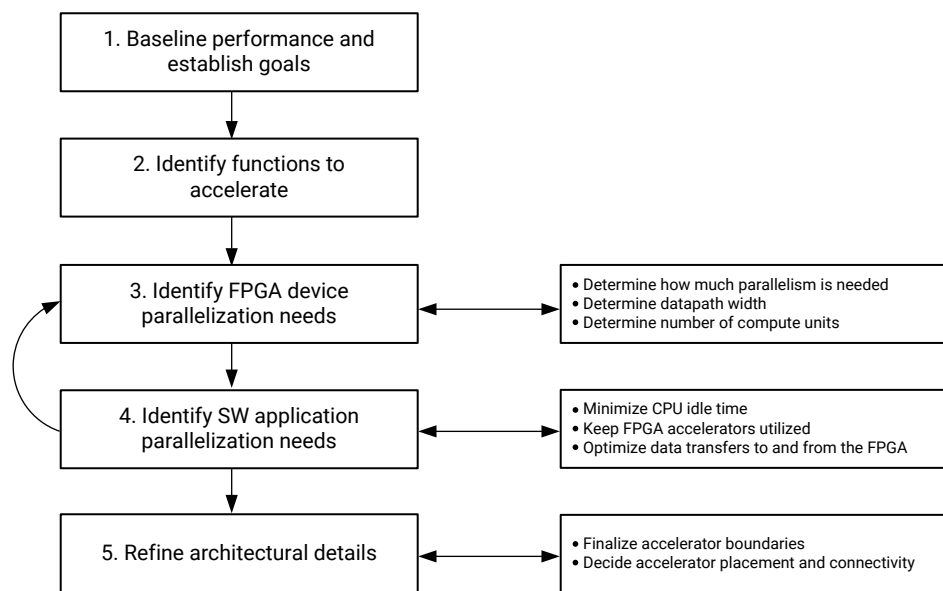 1. Baseline performance and
establish goals
2. Identify functions to
accelerate
3. Identify FPGA device
parallelization needs
• Determine how much parallelism is needed
• Determine datapath width
• Determine number of compute units
4. Identify SW application
parallelization needs
• Minimize CPU idle time
• Keep FPGA accelerators utilized
• Optimize data transfers to and from the FPGA
5. Refine architectural details
• Finalize accelerator boundaries
• Decide accelerator placement and connectivity